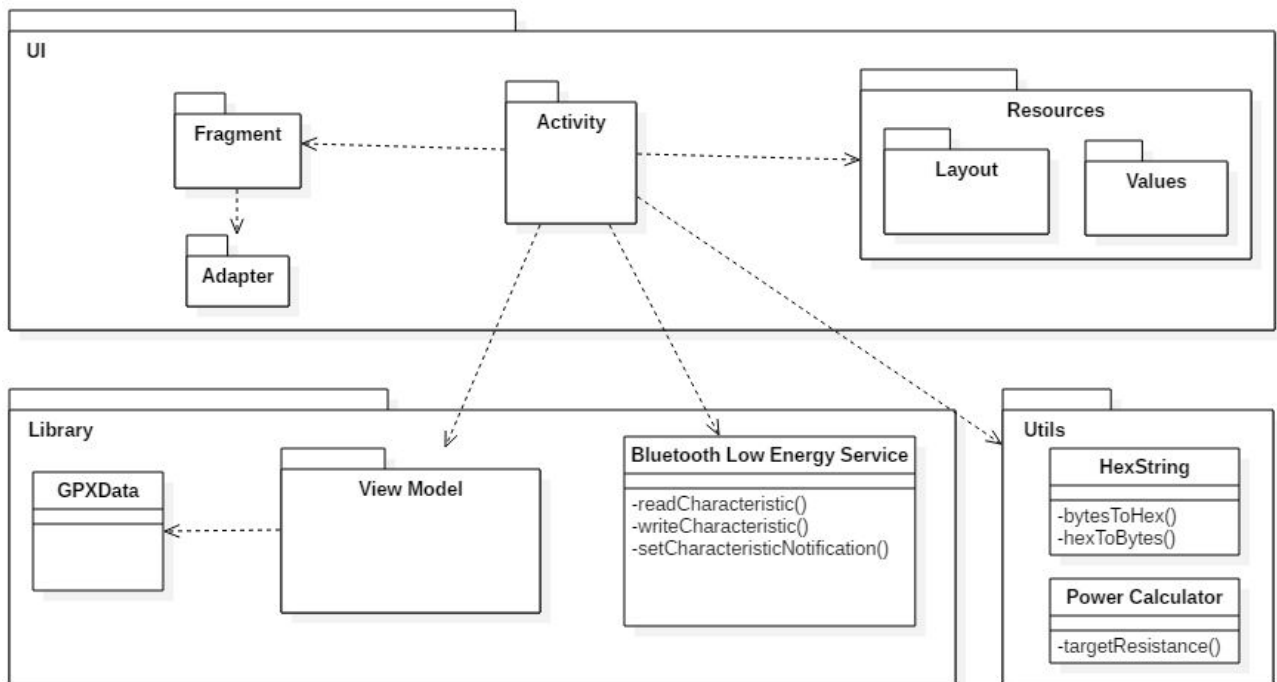 UI
Fragment
Activity
Resources
Layout
Values
Adapter
Library
GPXData
View Model
Bluetooth Low Energy Service
-readCharacteristic()
-writeCharacteristic()
-setCharacteristicNotification()
Utils
HexString
-bytesToHex()
-hexToBytes()
Power Calculator
-targetResistance()